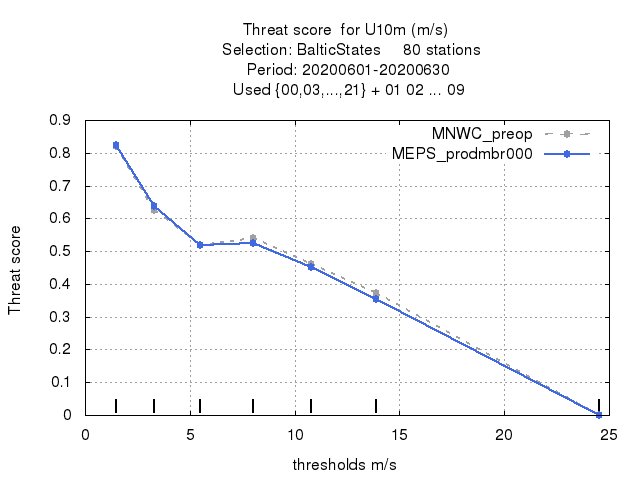 Threat score  for U10m (m/s)
Selection: BalticStates     80 stations
Period: 20200601-20200630
Used {00,03,...,21} + 01 02 ... 09
MNWC_preop
MEPS_prodmbr000
Threat score
0.9
0.8
0.7
0.6
0.5
0.4
0.3
0.2
0.1
0
0 5 10 15 20 25
thresholds m/s